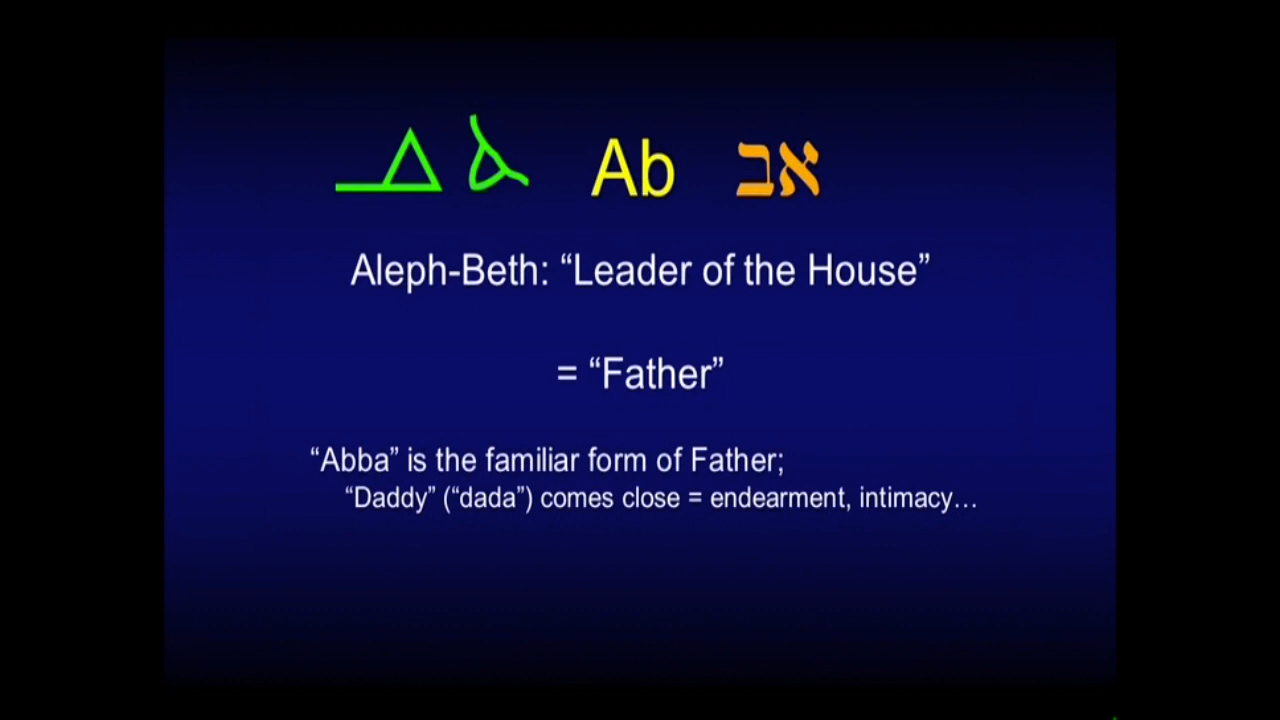 Ab אב
Aleph-Beth: “Leader of the House”
= “Father”
“Abba” is the familiar form of Father;
“Daddy” (“dada”) comes close = endearment, intimacy…